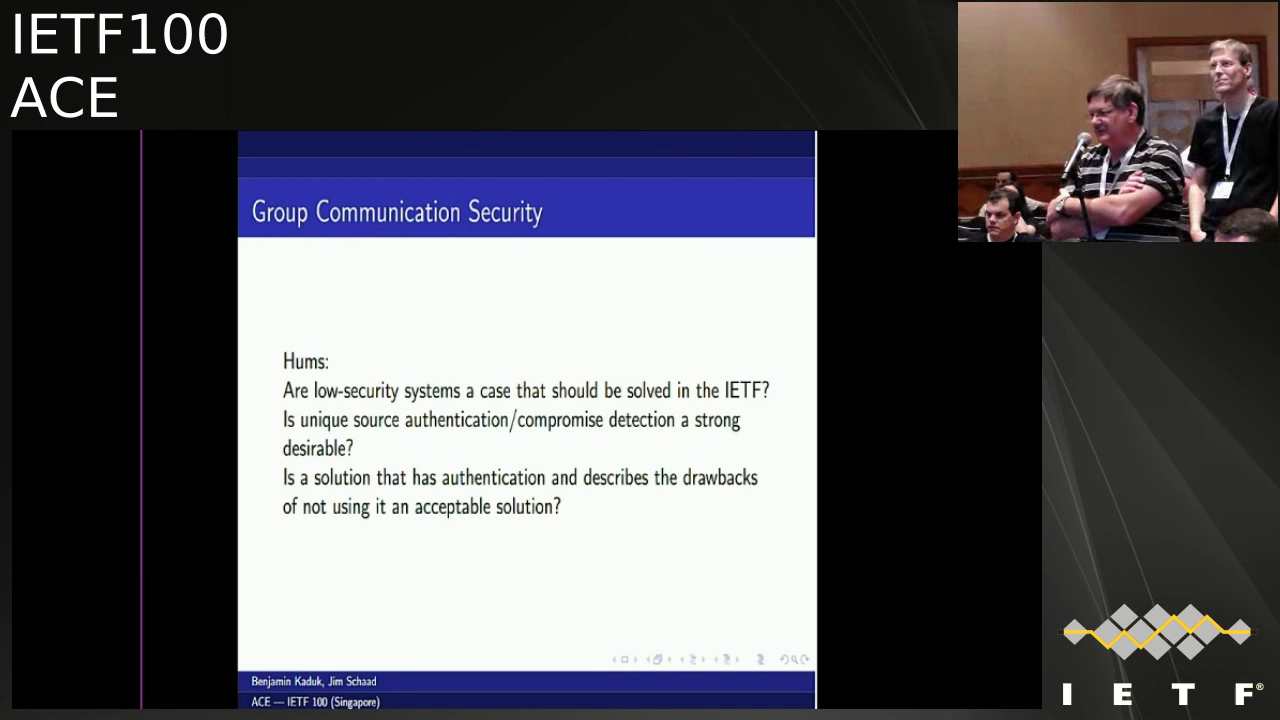 IETF100
ACE
Group Communication Security
Hums:
Are low-security systems a case that should be solved in the IETF?
Is unique source authentication/compromise detection a strong
desirable?
Is a solution that has authentication and describes the drawbacks
of not using it an acceptable solution?
Benjamin Kaduk, Jim Schaad
ACE — IETF 100 (Singapore)
I E T F®